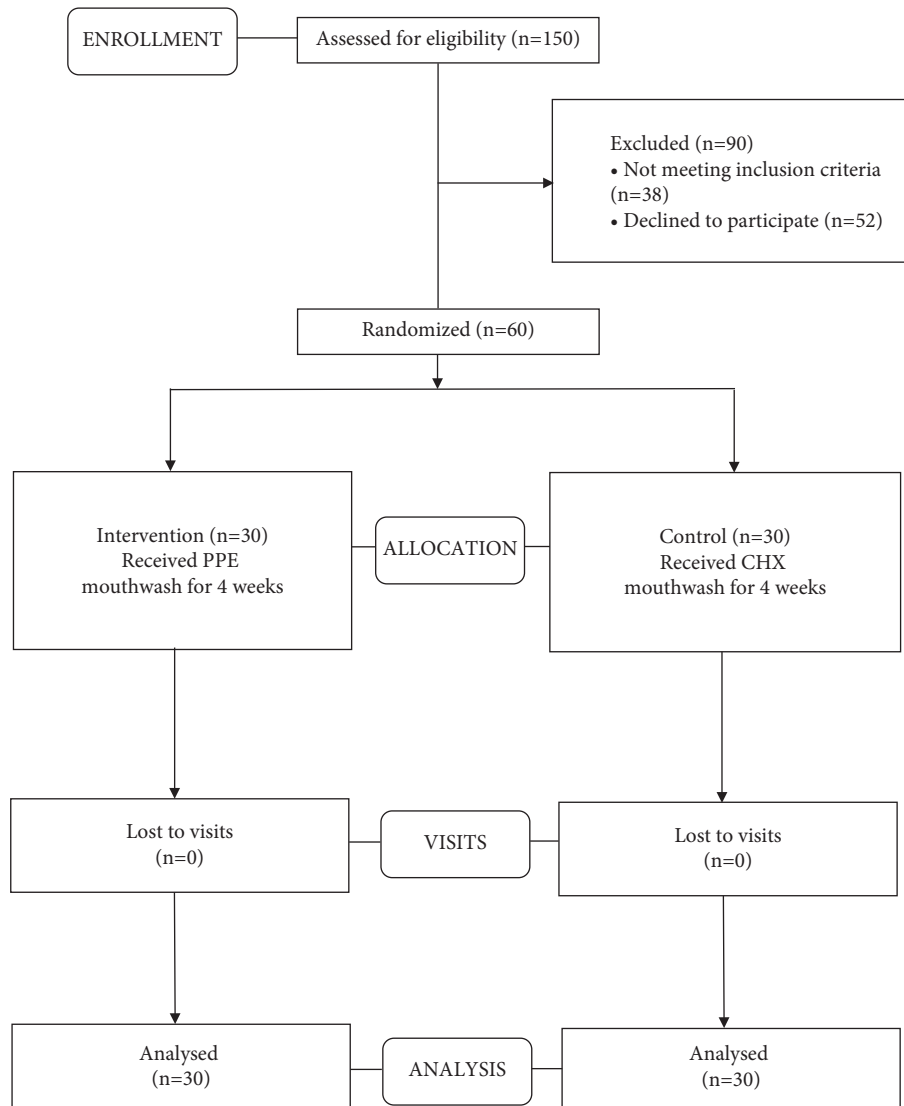 ENROLLMENT
Assessed for eligibility (n=150)
Excluded (n=90)
• Not meeting inclusion criteria
(n=38)
• Declined to participate (n=52)
Randomized (n=60)
Intervention (n=30)
Received PPE
mouthwash for 4 weeks
ALLOCATION
Control (n=30)
Received CHX
mouthwash for 4 weeks
Lost to visits
(n=0)
VISITS
Lost to visits
(n=0)
Analysed
(n=30)
ANALYSIS
Analysed
(n=30)